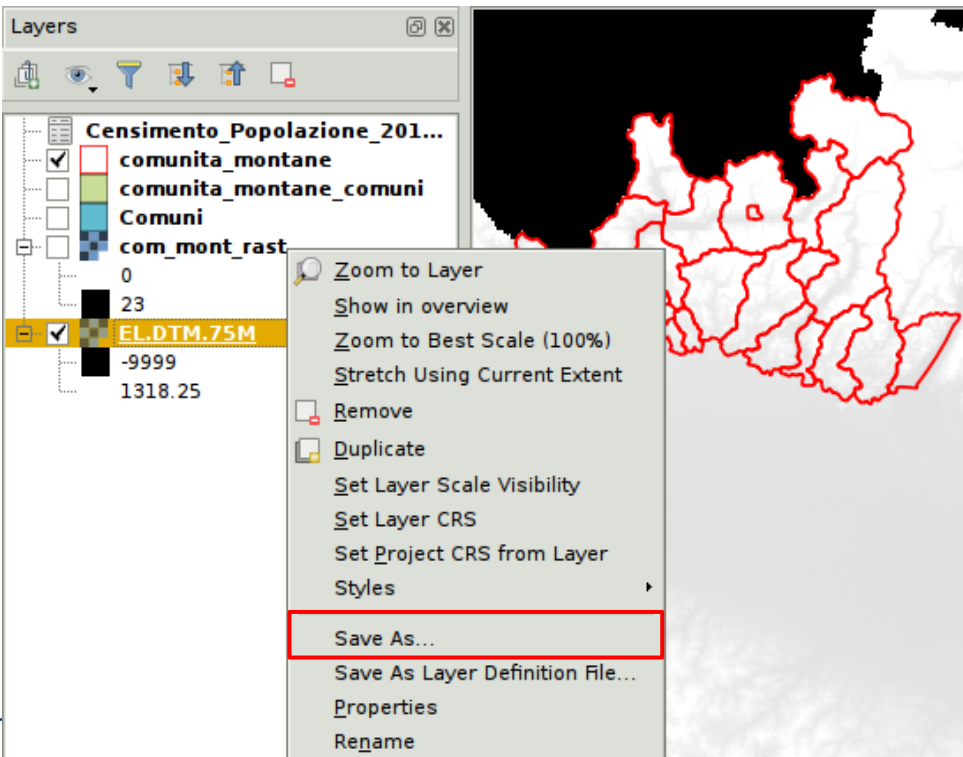 Layers
Censimento_Popolazione_201...
comunita_montane
comunita_montane_comuni
Comuni
com_mont_rast
0
23
EL.DTM.75M
-9999
1318.25
Zoom to Layer
Show in overview
Zoom to Best Scale (100%)
Stretch Using Current Extent
Remove
Duplicate
Set Layer Scale Visibility
Set Layer CRS
Set Project CRS from Layer
Styles
Save As...
Save As Layer Definition File...
Properties
Rename